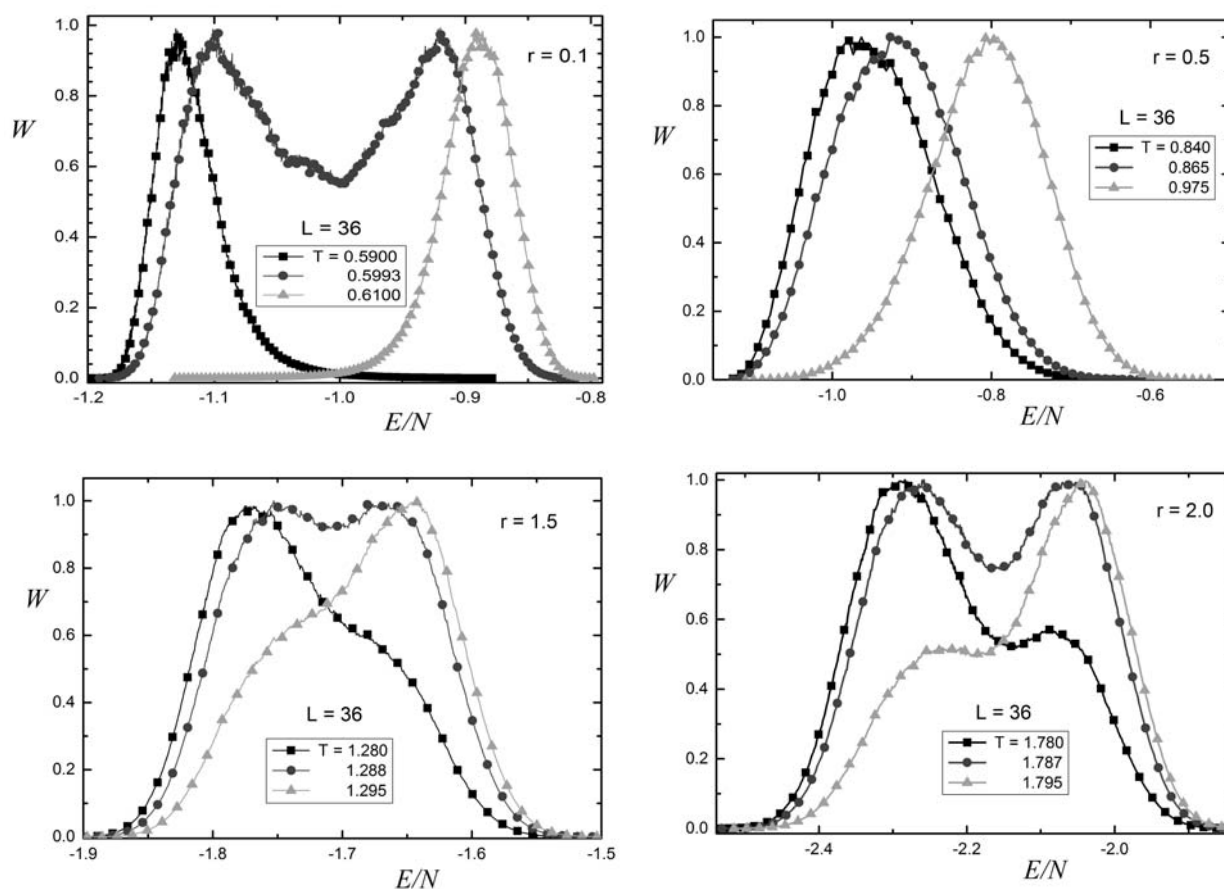 1.0
0.8
0.6
0.4
0.2
0.0
W
r = 0.1
L = 36
T = 0.5900
0.5993
0.6100
-1.2 -1.1 -1.0 -0.9 -0.8
E/N
1.0
0.8
0.6
0.4
0.2
0.0
W
r = 0.5
L = 36
T = 0.840
0.865
0.975
-1.0 -0.8 -0.6
E/N
1.0
0.8
0.6
0.4
0.2
0.0
W
r = 1.5
L = 36
T = 1.280
1.288
1.295
-1.9 -1.8 -1.7 -1.6 -1.5
E/N
1.0
0.8
0.6
0.4
0.2
0.0
W
r = 2.0
L = 36
T = 1.780
1.787
1.795
-2.4 -2.2 -2.0
E/N